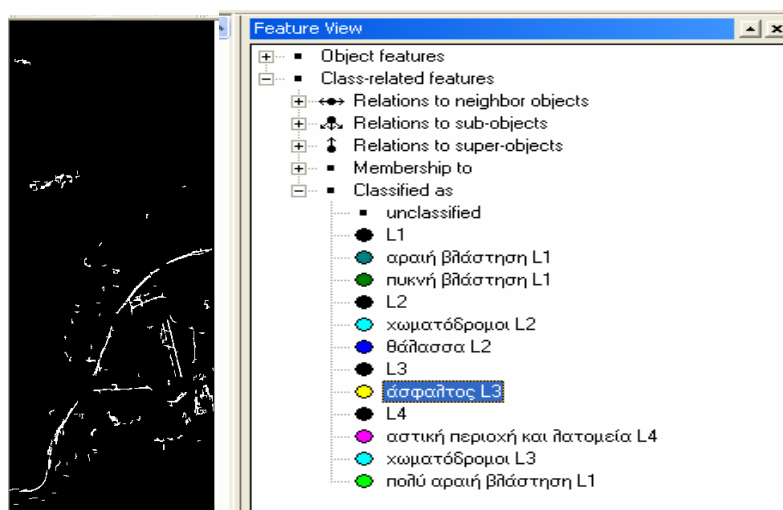 Feature View
Object features
Class-related features
Relations to neighbor objects
Relations to sub-objects
Relations to super-objects
Membership to
Classified as
unclassified
L1
αραιή βλάστηση L1
πυκνή βλάστηση L1
L2
χωματόδρομοι L2
θάλασσα L2
L3
άσφαλτος L3
L4
αστική περιοχή και λατομεία L4
χωματόδρομοι L3
πολύ αραιή βλάστηση L1